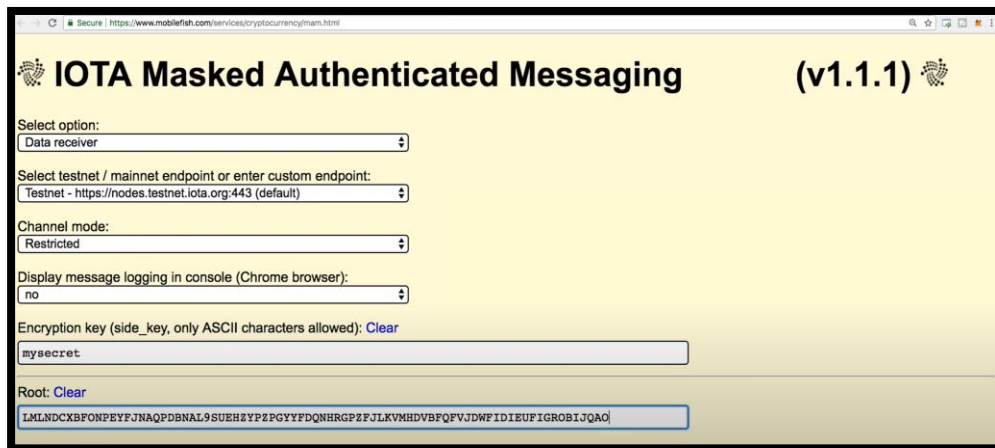 Secure | https://www.mobilefish.com/services/cryptocurrency/mam.html
IOTA Masked Authenticated Messaging (v1.1.1)
Select option:
Data receiver
Select testnet / mainnet endpoint or enter custom endpoint:
Testnet - https://nodes.testnet.iota.org:443 (default)
Channel mode:
Restricted
Display message logging in console (Chrome browser):
no
Encryption key (side_key, only ASCII characters allowed): Clear
mysecret
Root: Clear
LMLNDCXBFONPEYFJNAQPDBNAL9SUEHZYPZPGYYFDQNHRGPZFJLKVMHDVBFQFVJDWFIDIEUFIGROBIJQAO